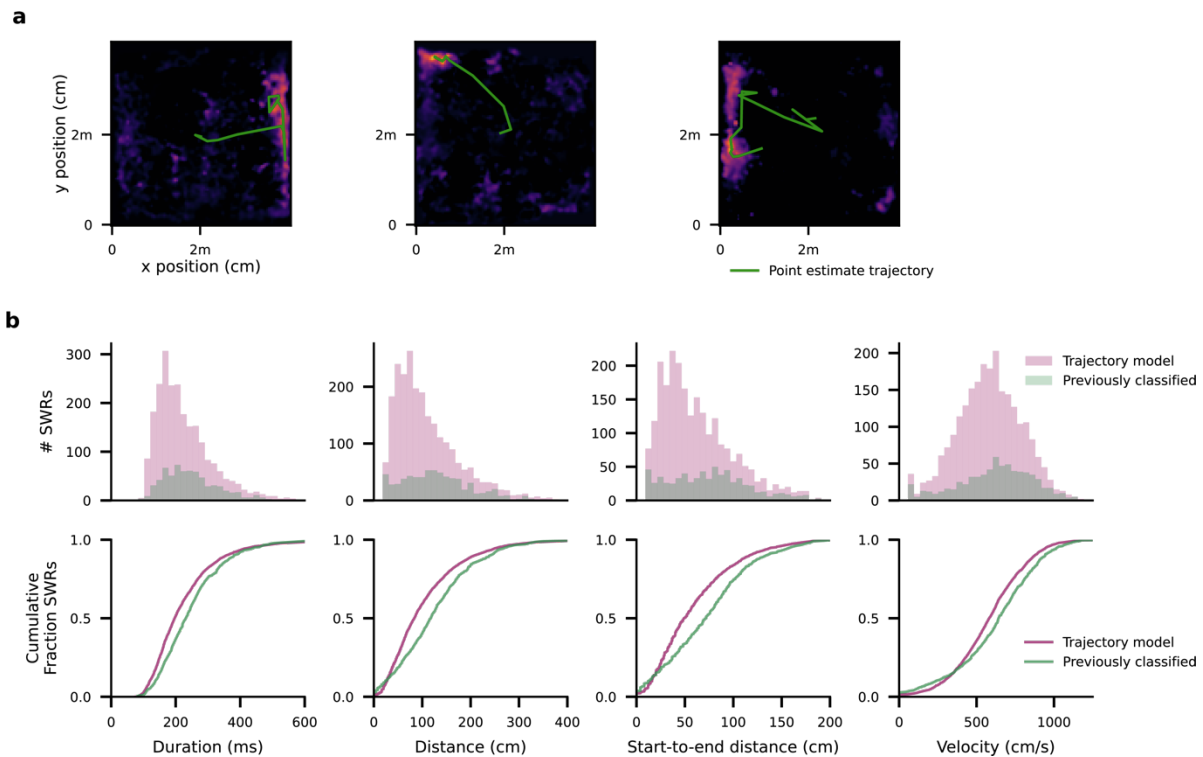 a
y position (cm)
2m
0
0
2m
x position (cm)
2m
0
0
2m
2m
0
0
2m
Point estimate trajectory
b
# SWRs
300
200
100
0
200
100
0
200
150
100
50
0
200
150
100
50
0
Trajectory model
Previously classified
Cumulative
Fraction SWRs
1.0
0.5
0.0
0
200
400
600
Duration (ms)
1.0
0.5
0.0
0
100
200
300
400
Distance (cm)
1.0
0.5
0.0
0
50
100
150
200
Start-to-end distance (cm)
1.0
0.5
0.0
0
500
1000
Velocity (cm/s)
Trajectory model
Previously classified